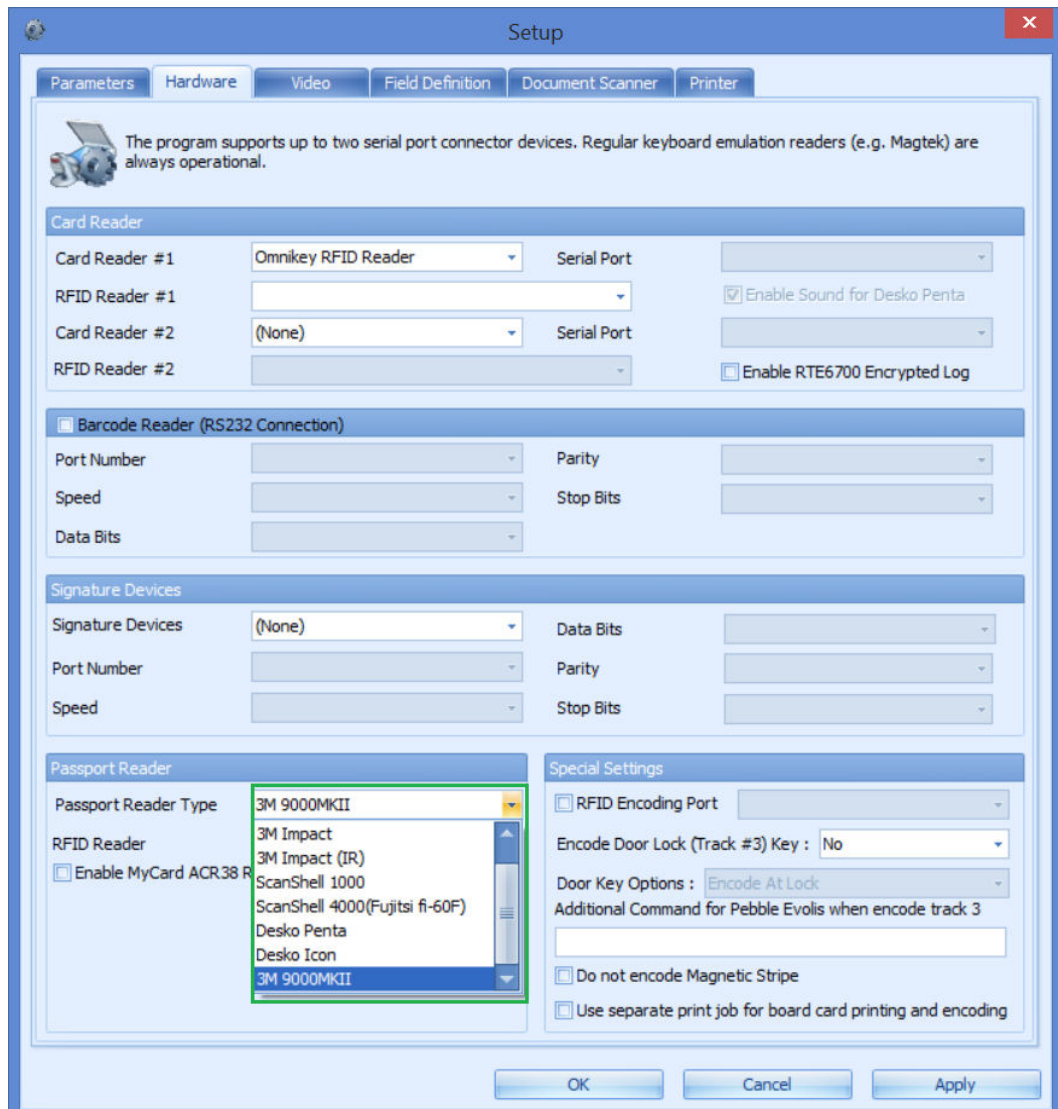 Setup
Parameters Hardware Video Field Definition Document Scanner Printer
The program supports up to two serial port connector devices. Regular keyboard emulation readers (e.g. Magtek) are
always operational.
Card Reader
Card Reader #1 Omnikey RFID Reader Serial Port
RFID Reader #1 Enable Sound for Desko Penta
Card Reader #2 (None) Serial Port
RFID Reader #2 Enable RTE6700 Encrypted Log
Barcode Reader (RS232 Connection)
Port Number Parity
Speed Stop Bits
Data Bits
Signature Devices
Signature Devices (None) Data Bits
Port Number Parity
Speed Stop Bits
Passport Reader
Passport Reader Type 3M 9000MKII
RFID Reader
Enable MyCard ACR38 R
3M Impact
3M Impact (IR)
ScanShell 1000
ScanShell 4000(Fujitsi fi-60F)
Desko Penta
Desko Icon
3M 9000MKII
Special Settings
RFID Encoding Port
Encode Door Lock (Track #3) Key : No
Door Key Options : Encode At Lock
Additional Command for Pebble Evolis when encode track 3
Do not encode Magnetic Stripe
Use separate print job for board card printing and encoding
OK Cancel Apply